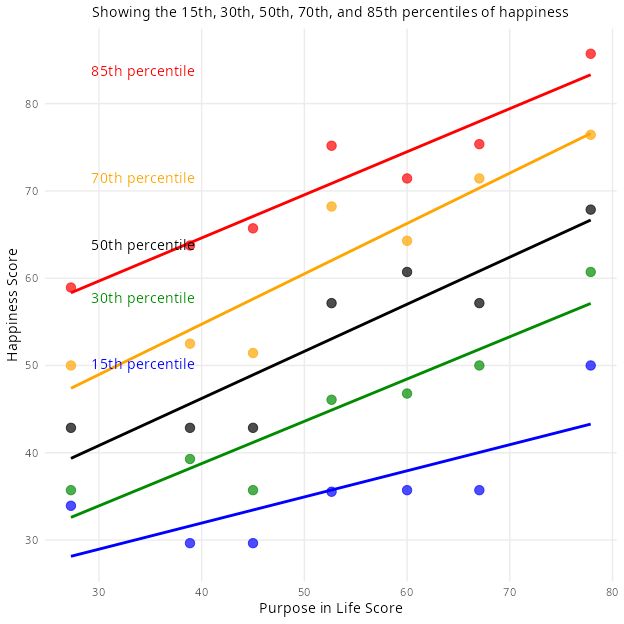 Showing the 15th, 30th, 50th, 70th, and 85th percentiles of happiness
85th percentile
80
70th percentile
70
50th percentile
60
30th percentile
50
15th percentile
40
30
Happiness Score
30 40 50 60 70 80
Purpose in Life Score